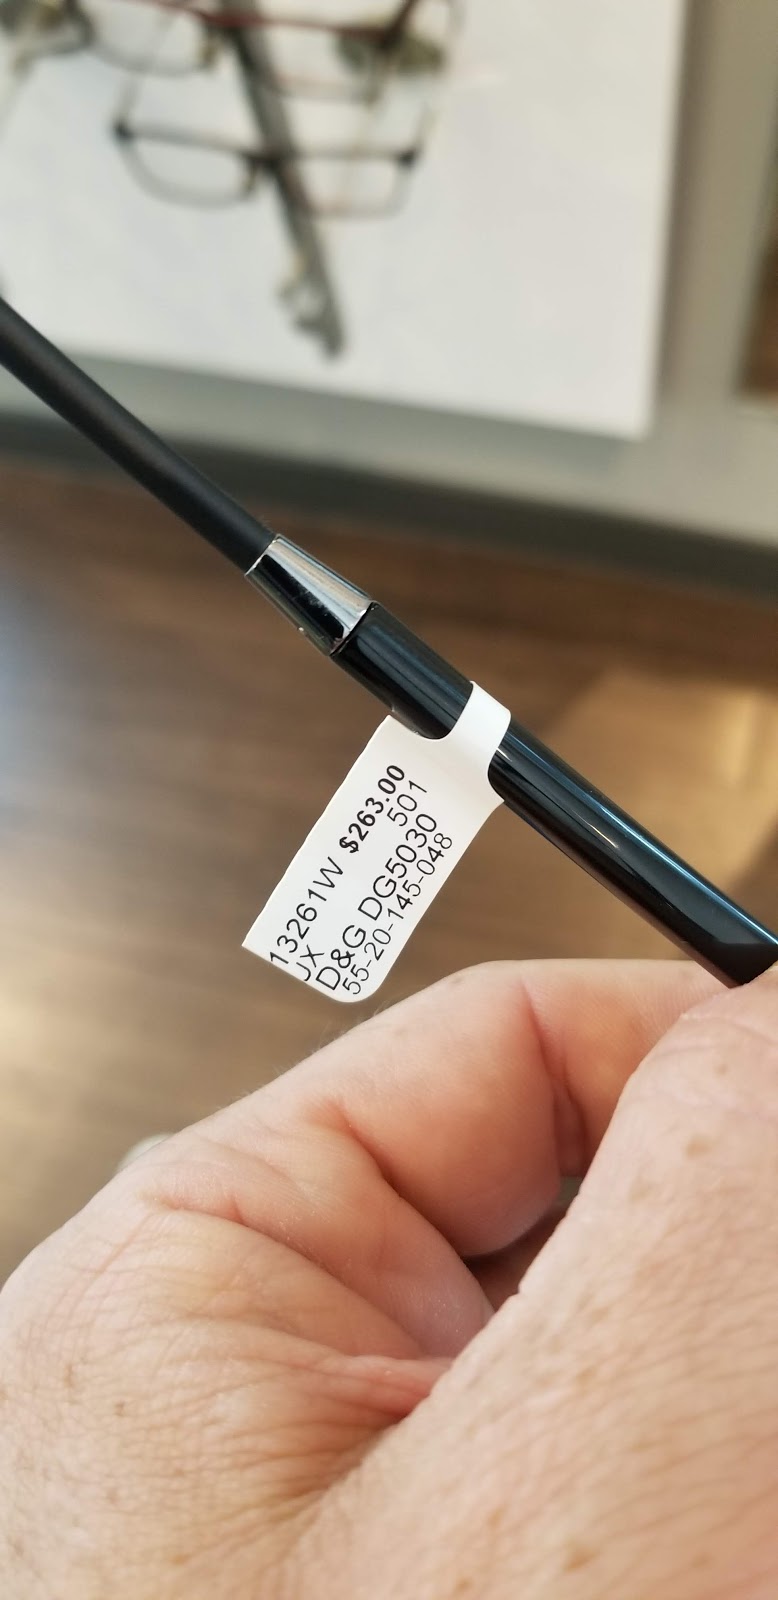 13261W $263.00
UX 501
D&G DG5030
55-20-145-048